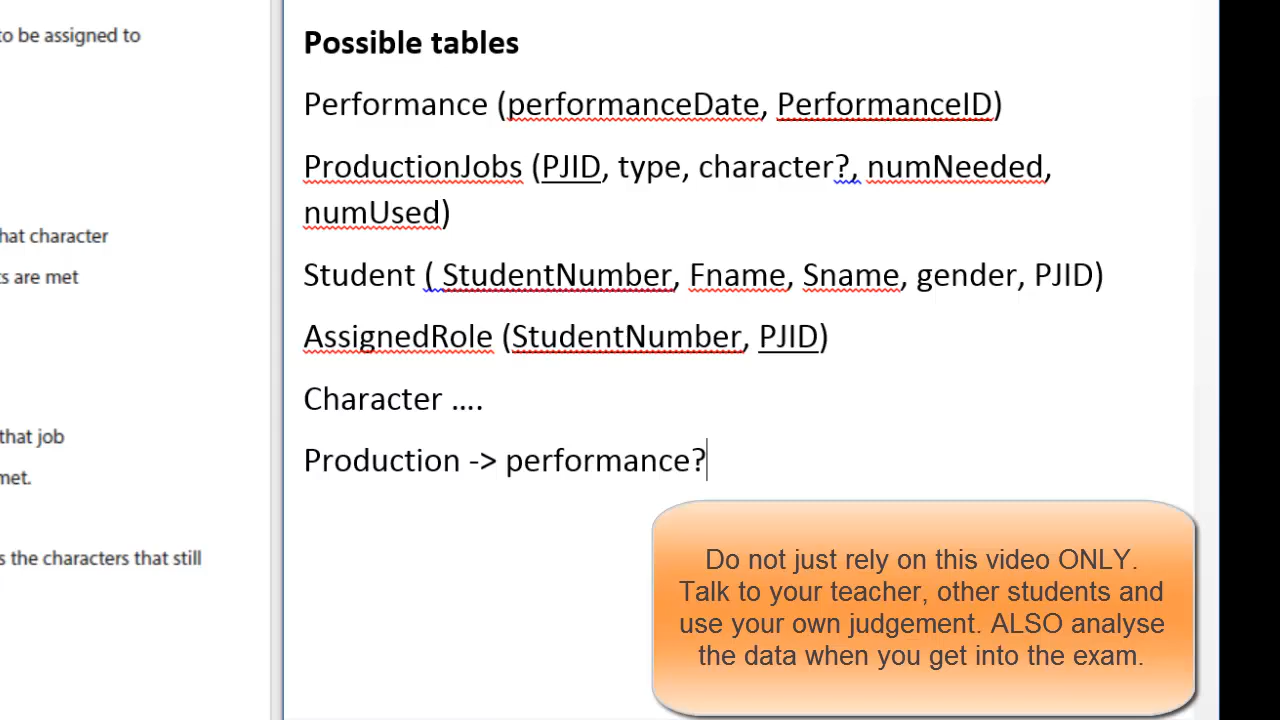 to be assigned to
hat character
s are met
that job
met.
s the characters that still
Possible tables
Performance (performanceDate, PerformanceID)
ProductionJobs (PJID, type, character?, numNeeded,
numUsed)
Student ( StudentNumber, Fname, Sname, gender, PJID)
AssignedRole (StudentNumber, PJID)
Character ....
Production -> performance?
Do not just rely on this video ONLY.
Talk to your teacher, other students and
use your own judgement. ALSO analyse
the data when you get into the exam.